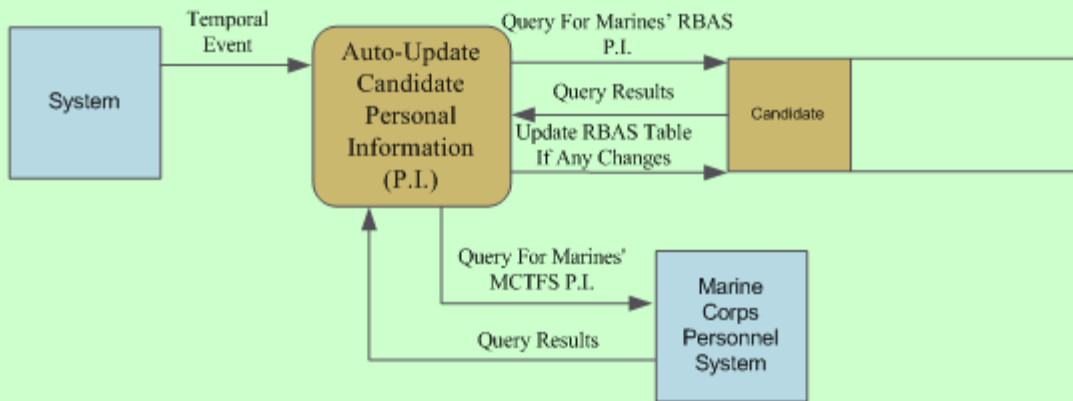 Temporal
Event
System
Auto-Update
Candidate
Personal
Information
(P.I.)
Query For Marines' RBAS
P.I.
Query Results
Update RBAS Table
If Any Changes
Candidate
Query For Marines'
MCTFS P.I.
Query Results
Marine
Corps
Personnel
System